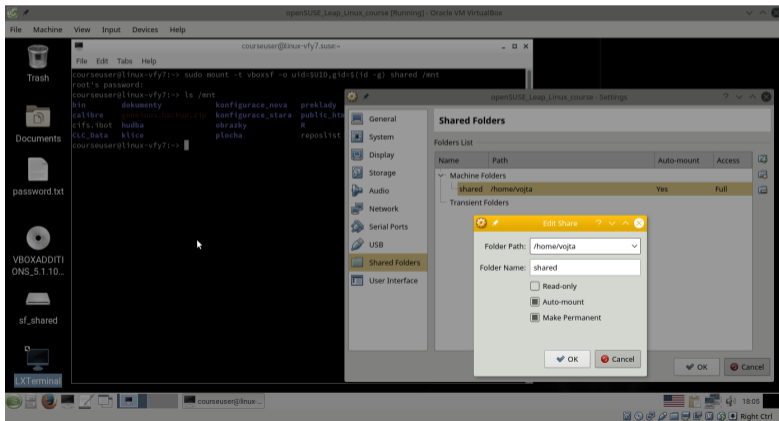 openSUSE_Leap_Linux_course [Running] - Oracle VM VirtualBox
File Machine View Input Devices Help
Trash
Documents
password.txt
VBOXADDITI
ONS_5.1.10...
sf_shared
LXTerminal
courseuser@linux-vfy7.suse:~
File Edit Tabs Help
courseuser@linux-vfy7:~> sudo mount -t vboxsf -o uid=$UID,gid=$(id -g) shared /mnt
root's password:
courseuser@linux-vfy7:~> ls /mnt
bin dokumenty konfigurace_nova preklady
calibre konfigurace_stara public_htm
cifs.ibot hudba obrazky R
CLC_Data klice plocha reposlist
courseuser@linux-vfy7:~>
openSUSE_Leap_Linux_course - Settings
General
System
Display
Storage
Audio
Network
Serial Ports
USB
Shared Folders
User Interface
Shared Folders
Folders List
Name Path Auto-mount Access
Machine Folders
shared /home/vojta Yes Full
Transient Folders
Edit Share
Folder Path: /home/vojta
Folder Name: shared
Read-only
Auto-mount
Make Permanent
OK Cancel
OK Cancel
courseuser@linux-...
18:05
Right Ctrl